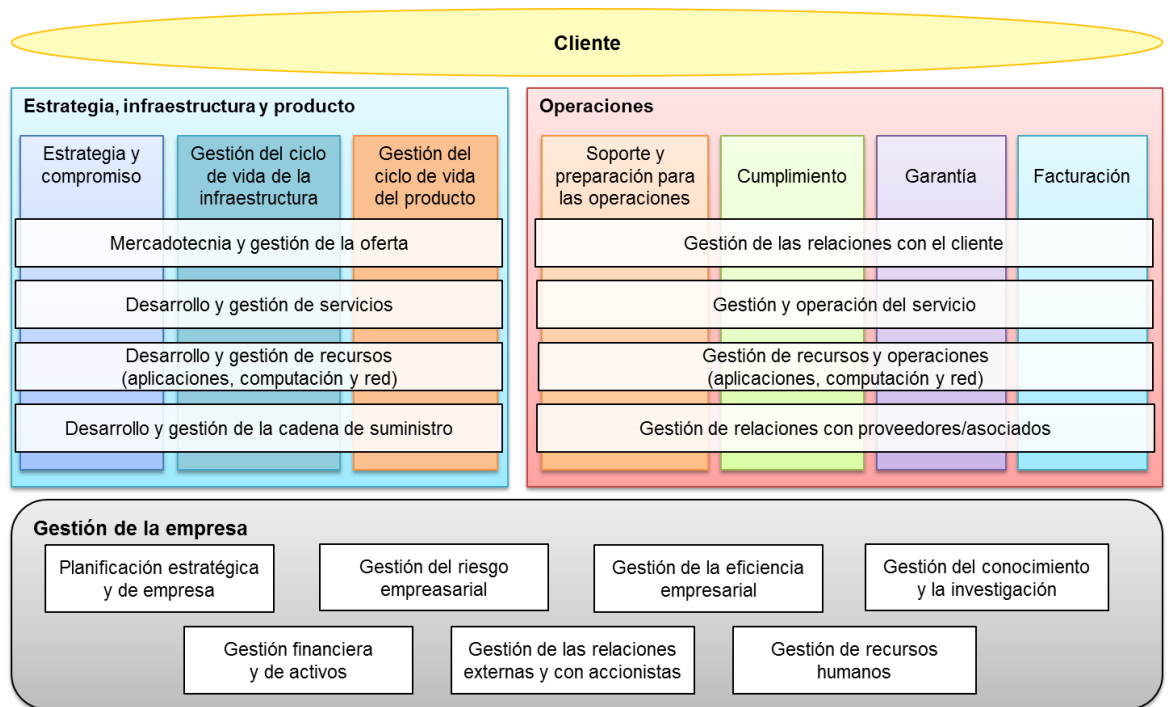 Cliente
Estrategia, infraestructura y producto
Estrategia y
compromiso
Gestión del ciclo
de vida de la
infraestructura
Gestión del
ciclo de vida
del producto
Mercadotecnia y gestión de la oferta
Desarrollo y gestión de servicios
Desarrollo y gestión de recursos
(aplicaciones, computación y red)
Desarrollo y gestión de la cadena de suministro
Operaciones
Soporte y
preparación para
las operaciones
Cumplimiento
Garantía
Facturación
Gestión de las relaciones con el cliente
Gestión y operación del servicio
Gestión de recursos y operaciones
(aplicaciones, computación y red)
Gestión de relaciones con proveedores/asociados
Gestión de la empresa
Planificación estratégica
y de empresa
Gestión del riesgo
empreasarial
Gestión de la eficiencia
empresarial
Gestión del conocimiento
y la investigación
Gestión financiera
y de activos
Gestión de las relaciones
externas y con accionistas
Gestión de recursos
humanos